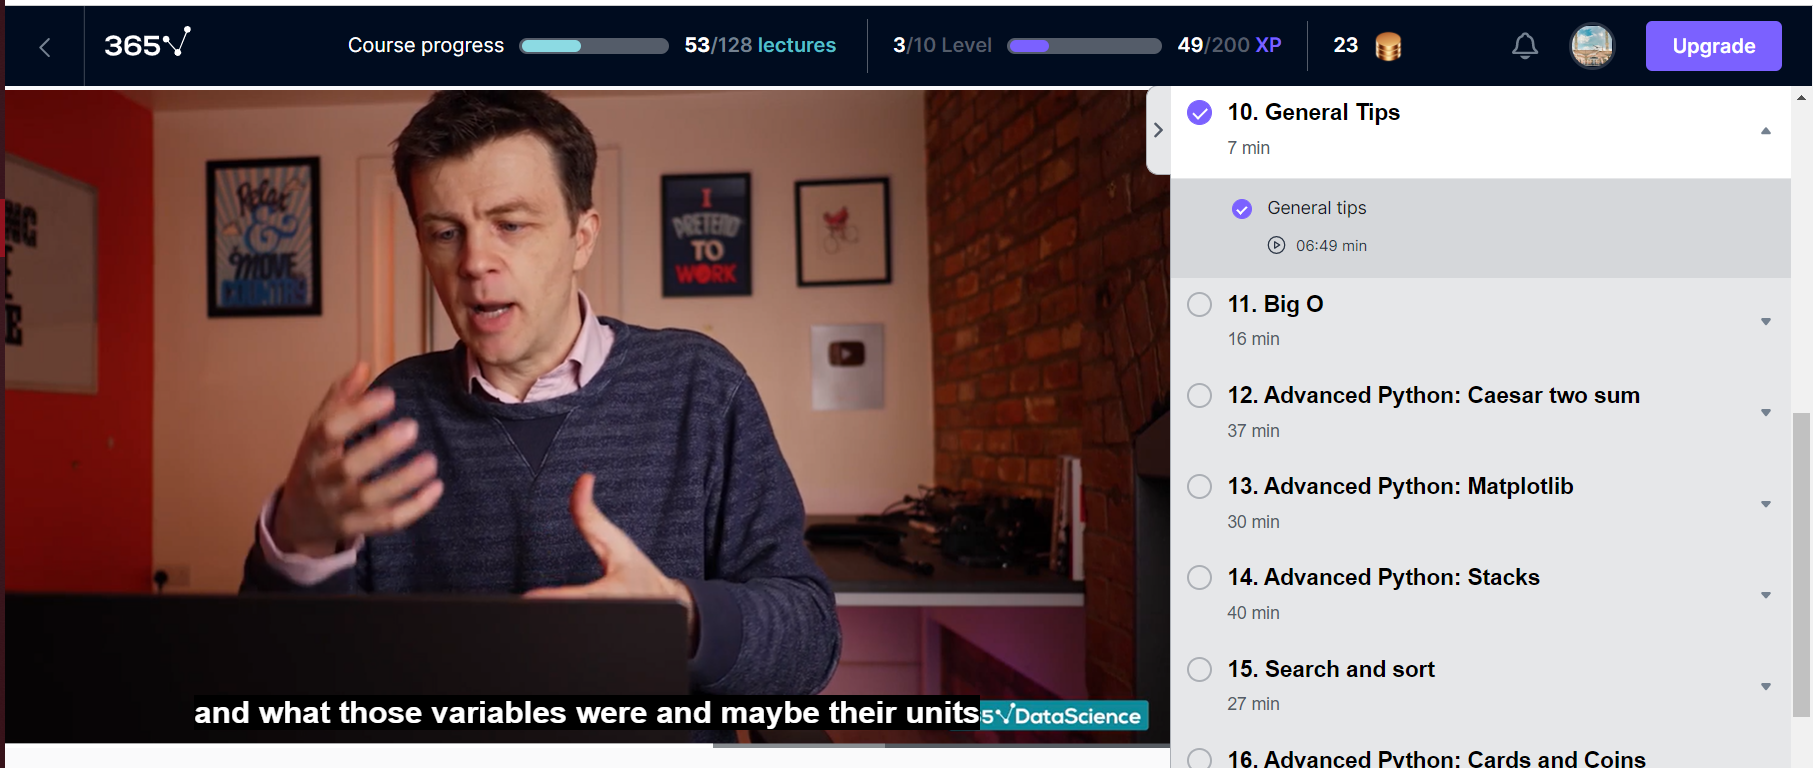 365
Course progress
53/128 lectures
3/10 Level
49/200 XP
23
Upgrade
Relax
&
MOVE
COUNTRY
I
PRETEND
TO
WORK
and what those variables were and maybe their units
5 DataScience
10. General Tips
7 min
General tips
06:49 min
11. Big O
16 min
12. Advanced Python: Caesar two sum
37 min
13. Advanced Python: Matplotlib
30 min
14. Advanced Python: Stacks
40 min
15. Search and sort
27 min
16. Advanced Python: Cards and Coins